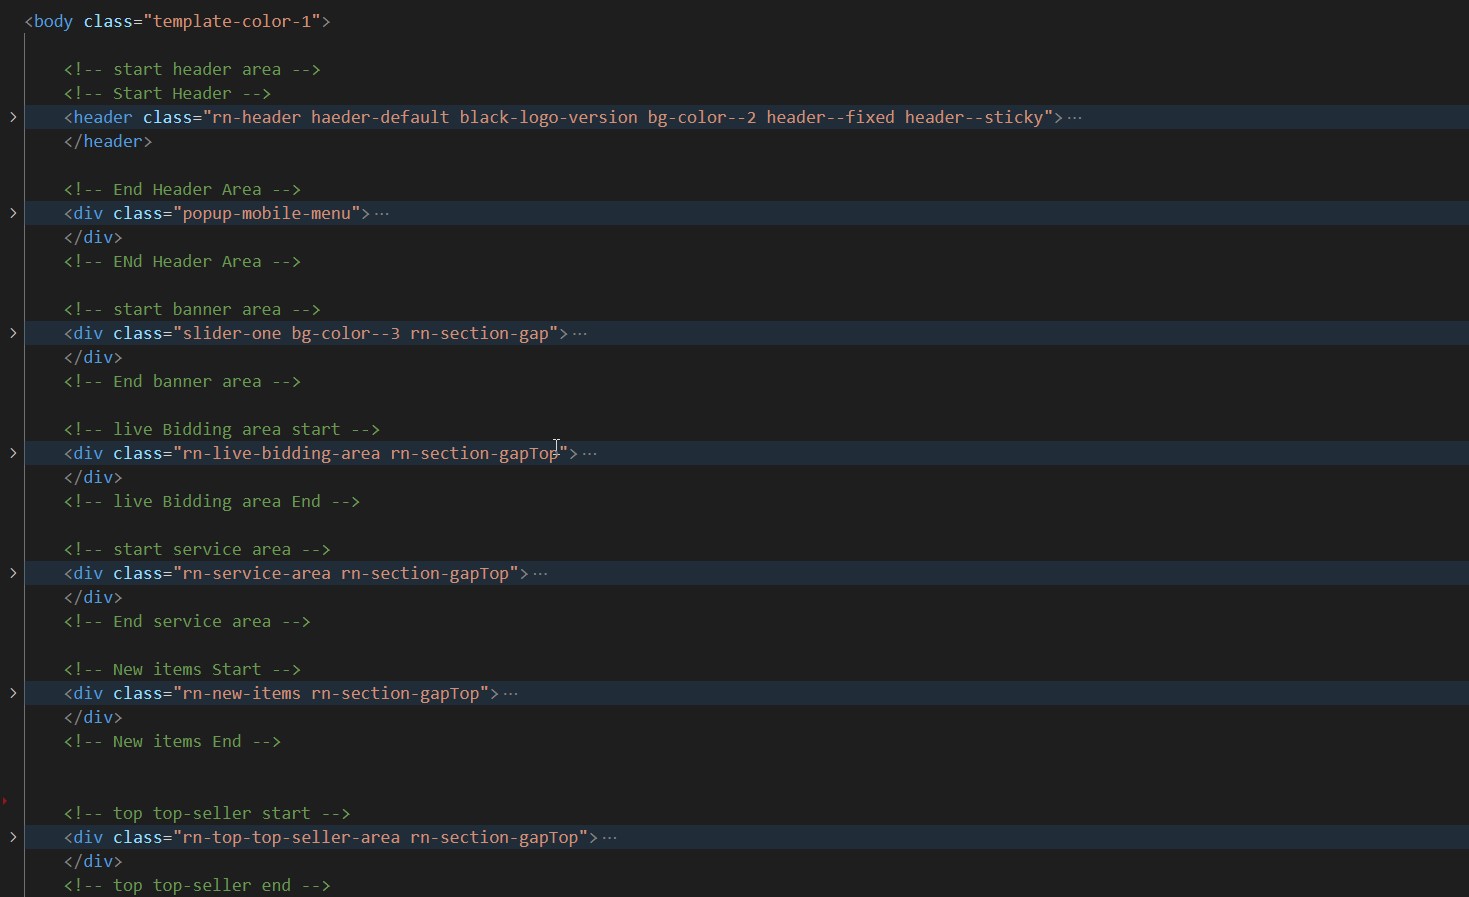 <body class="template-color-1">
<!-- start header area -->
<!-- Start Header -->
<header class="rn-header haeder-default black-logo-version bg-color--2 header--fixed header--sticky">···
</header>
<!-- End Header Area -->
<div class="popup-mobile-menu">···
</div>
<!-- ENd Header Area -->
<!-- start banner area -->
<div class="slider-one bg-color--3 rn-section-gap">···
</div>
<!-- End banner area -->
<!-- live Bidding area start -->
<div class="rn-live-bidding-area rn-section-gapTop">···
</div>
<!-- live Bidding area End -->
<!-- start service area -->
<div class="rn-service-area rn-section-gapTop">···
</div>
<!-- End service area -->
<!-- New items Start -->
<div class="rn-new-items rn-section-gapTop">···
</div>
<!-- New items End -->
<!-- top top-seller start -->
<div class="rn-top-top-seller-area rn-section-gapTop">···
</div>
<!-- top top-seller end -->